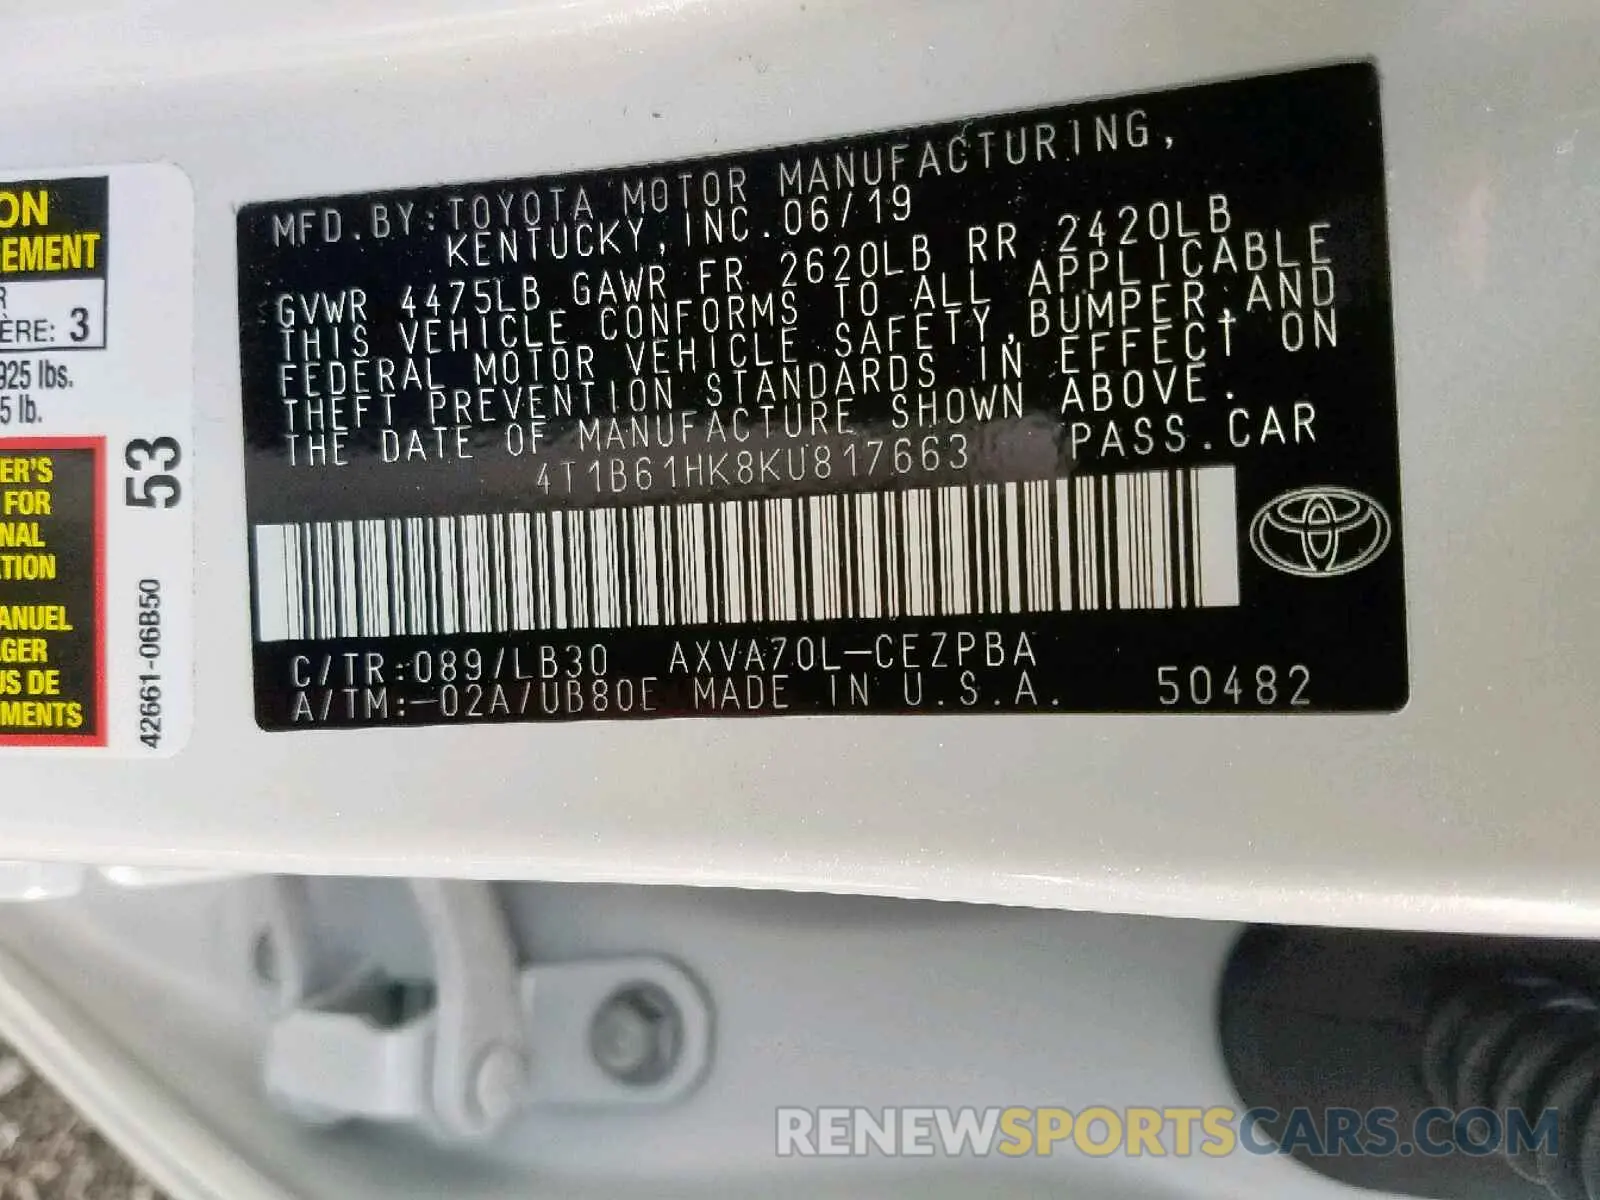 ON
EMENT
R
ÈRE: 3
925 lbs.
5 lb.
ER'S
FOR
NAL
TION
ANUEL
GER
US DE
MENTS
53
42661-06B50
MFD.BY:TOYOTA MOTOR MANUFACTURING,
KENTUCKY,INC.06/19
GVWR 4475LB GAWR FR 2620LB RR 2420LB
THIS VEHICLE CONFORMS TO ALL APPLICABLE
FEDERAL MOTOR VEHICLE SAFETY,BUMPER,AND
THEFT PREVENTION STANDARDS IN EFFECT ON
THE DATE OF MANUFACTURE SHOWN ABOVE.
4T1B61HK8KU817663 PASS.CAR
C/TR:089/LB30 AXVA70L-CEZPBA
A/TM:-02A/UB80E MADE IN U.S.A. 50482
RENEWSPORTSCARS.COM